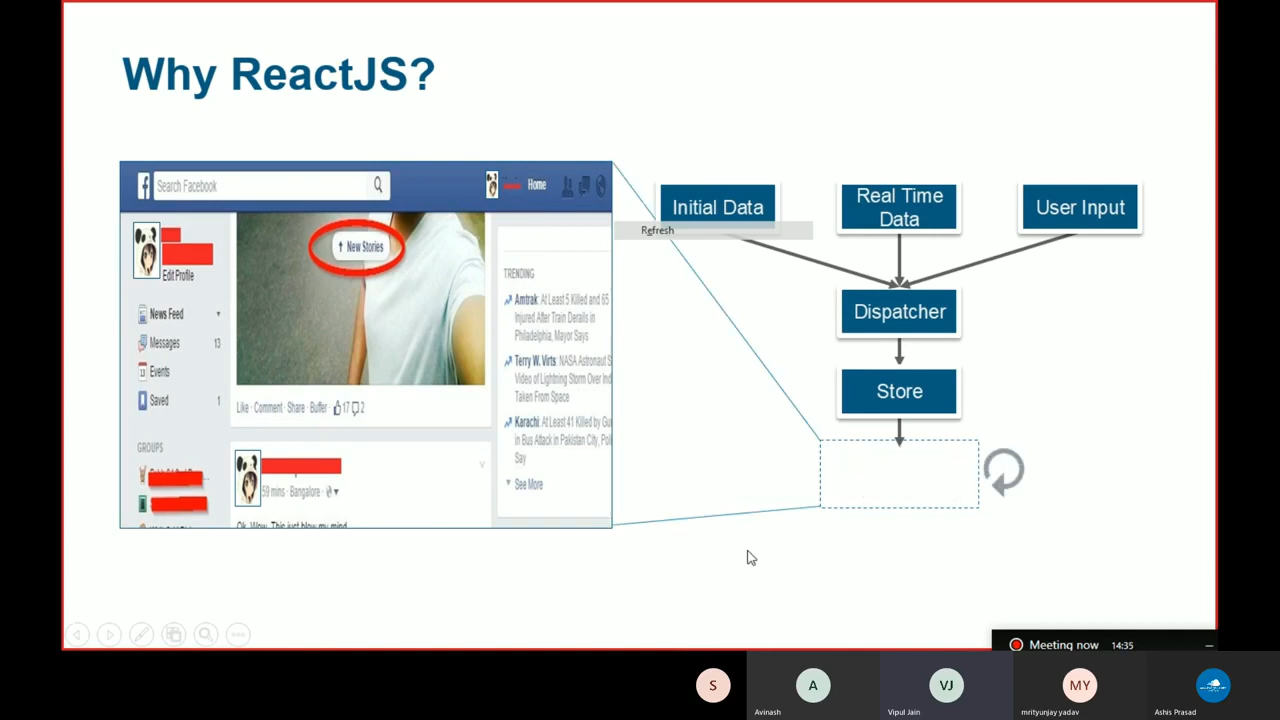 Why ReactJS?
Search Facebook
Home
New Stories
Edit Profile
News Feed
Messages 13
Events
Saved 1
GROUPS
Like · Comment · Share · Buffer 17 2
59 mins · Bangalore ·
Ok. Wow. This just blow my mind
TRENDING
Amtrak: At Least 5 Killed and 65
Injured After Train Derails in
Philadelphia, Mayor Says
Terry W. Virts: NASA Astronaut S
Video of Lightning Storm Over Ind
Taken From Space
Karachi: At Least 41 Killed by Gu
in Bus Attack in Pakistan City, Poli
Say
See More
Refresh
Initial Data
Real Time
Data
User Input
Dispatcher
Store
Meeting now 14:35
S
A
Avinash
VJ
Vipul Jain
MY
mrityunjay yadav
Ashis Prasad